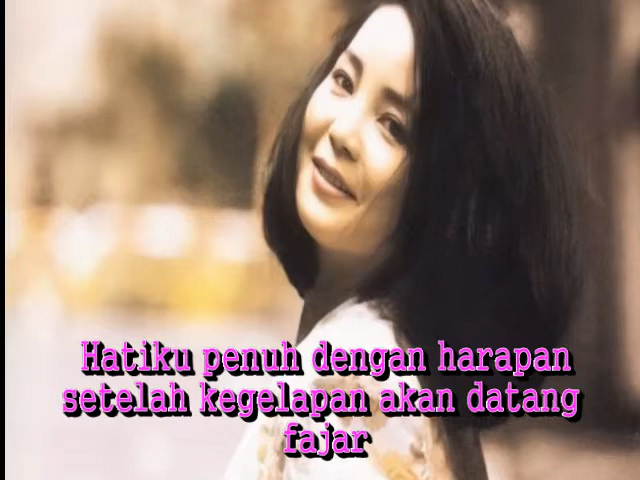 Hatiku penuh dengan harapan
setelah kegelapan akan datang
fajar